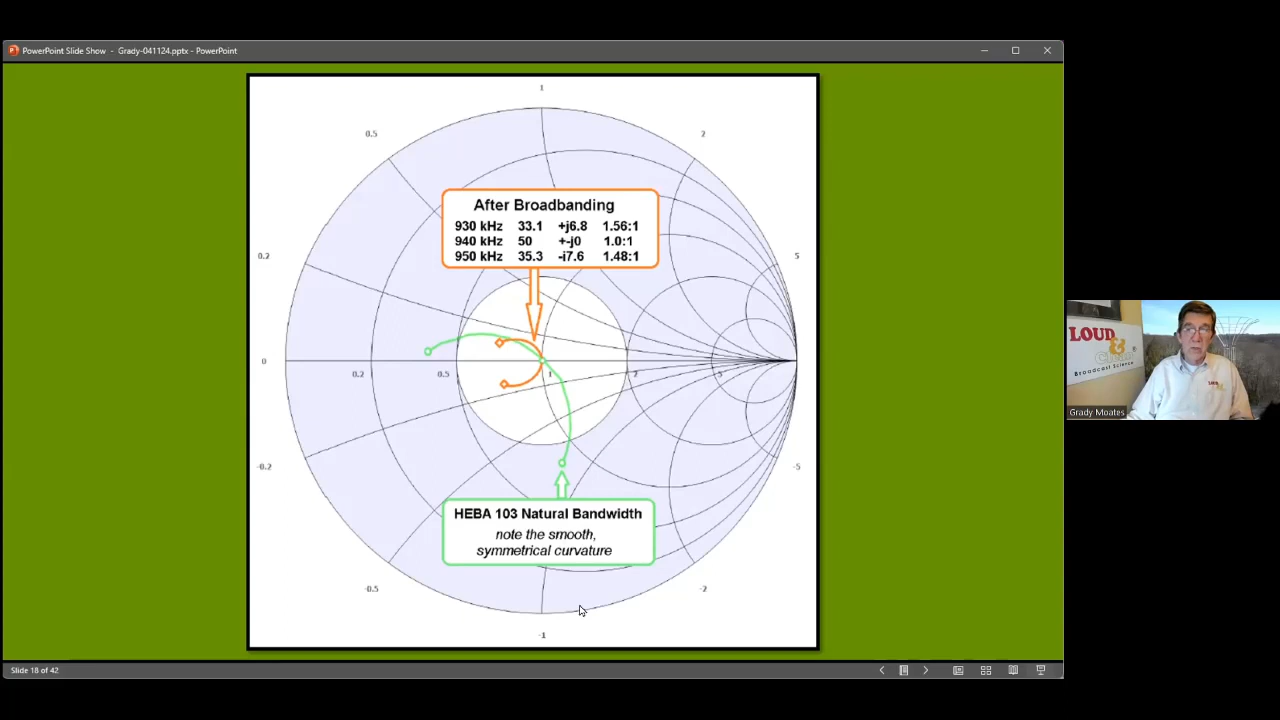 PowerPoint Slide Show - Grady-041124.pptx - PowerPoint
1
0.5
2
After Broadbanding
930 kHz 33.1 +j6.8 1.56:1
940 kHz 50 +-j0 1.0:1
950 kHz 35.3 -i7.6 1.48:1
0.2
5
0
0.2
0.5
1
2
5
-0.2
-5
HEBA 103 Natural Bandwidth
note the smooth,
symmetrical curvature
-0.5
-2
-1
Slide 18 of 42
LOUD
&
Broadcast Science
Grady Moates